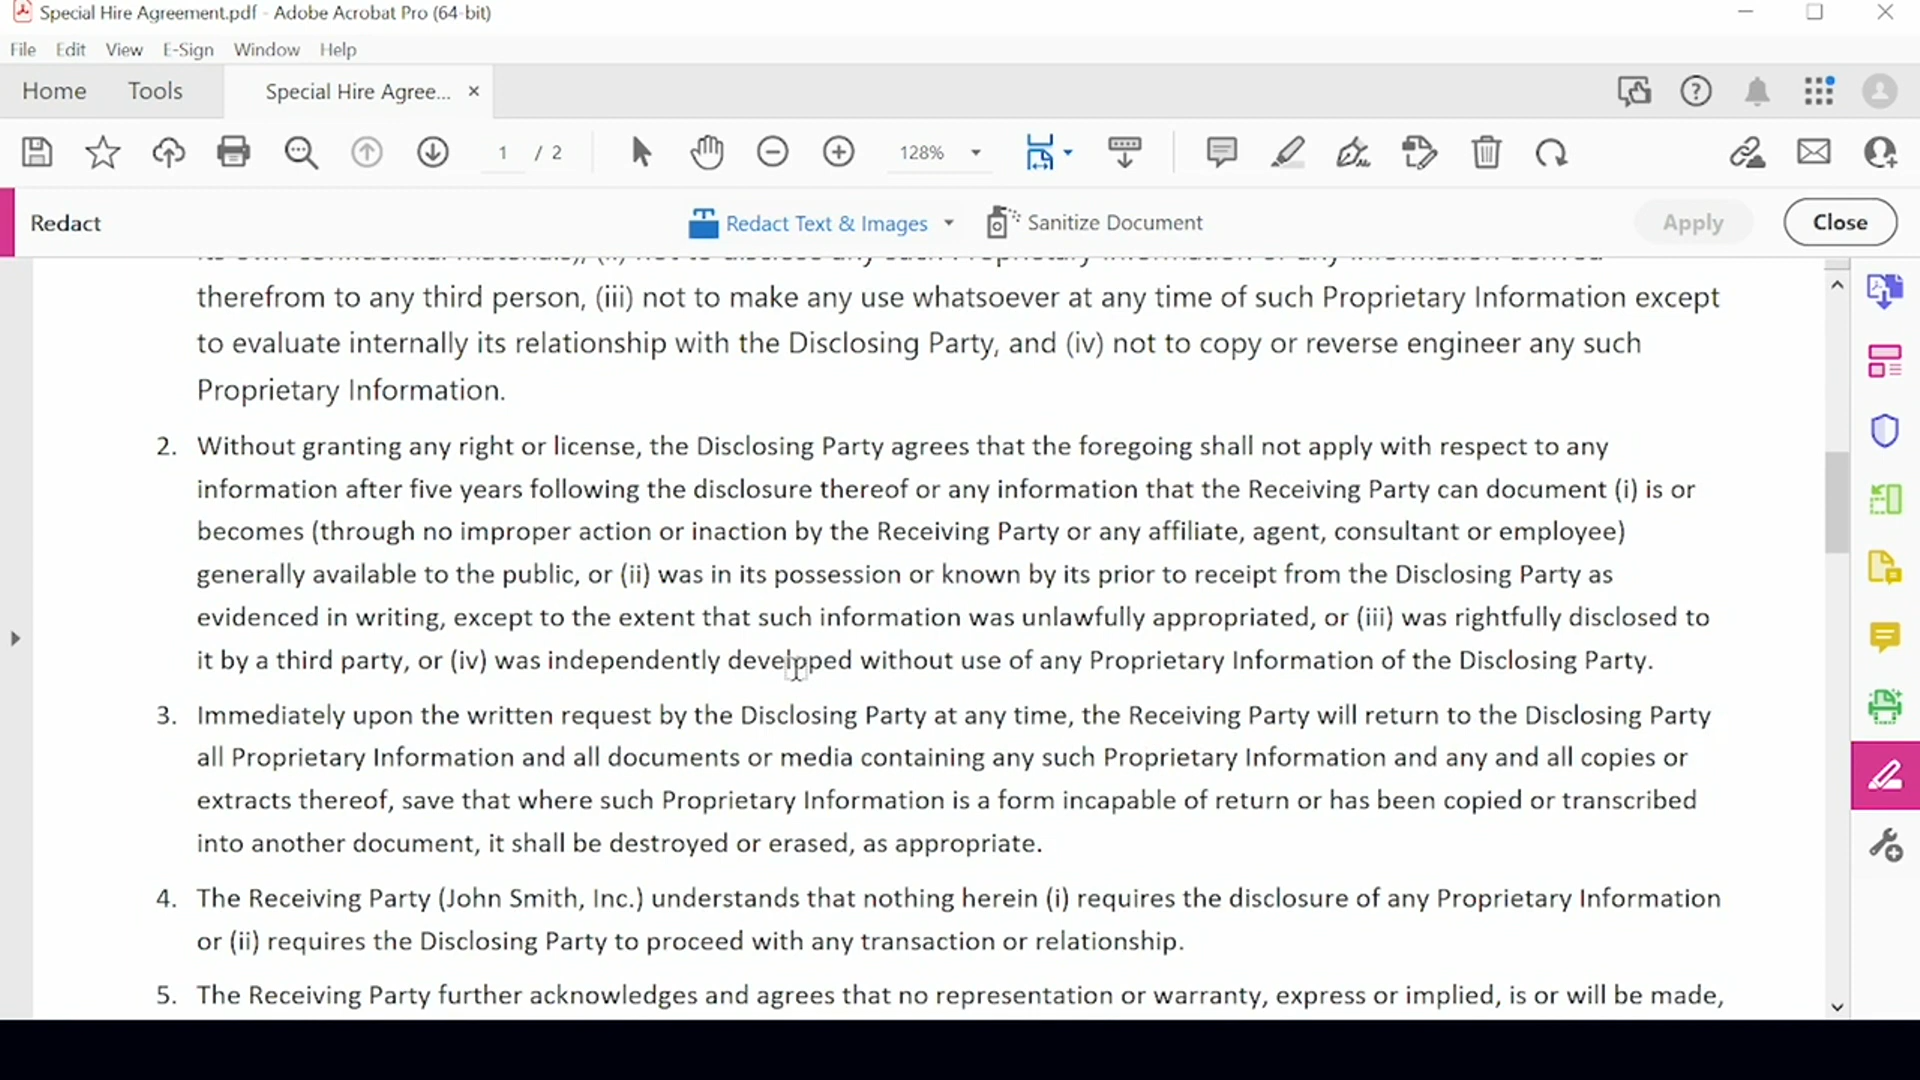 Special Hire Agreement.pdf - Adobe Acrobat Pro (64-bit)
File Edit View E-Sign Window Help
Home Tools Special Hire Agree... ×
1 / 2 128%
Redact Redact Text & Images Sanitize Document Apply Close
its own confidential materials), (ii) not to disclose any such Proprietary Information or any information derived
therefrom to any third person, (iii) not to make any use whatsoever at any time of such Proprietary Information except
to evaluate internally its relationship with the Disclosing Party, and (iv) not to copy or reverse engineer any such
Proprietary Information.
2. Without granting any right or license, the Disclosing Party agrees that the foregoing shall not apply with respect to any
information after five years following the disclosure thereof or any information that the Receiving Party can document (i) is or
becomes (through no improper action or inaction by the Receiving Party or any affiliate, agent, consultant or employee)
generally available to the public, or (ii) was in its possession or known by its prior to receipt from the Disclosing Party as
evidenced in writing, except to the extent that such information was unlawfully appropriated, or (iii) was rightfully disclosed to
it by a third party, or (iv) was independently developed without use of any Proprietary Information of the Disclosing Party.
3. Immediately upon the written request by the Disclosing Party at any time, the Receiving Party will return to the Disclosing Party
all Proprietary Information and all documents or media containing any such Proprietary Information and any and all copies or
extracts thereof, save that where such Proprietary Information is a form incapable of return or has been copied or transcribed
into another document, it shall be destroyed or erased, as appropriate.
4. The Receiving Party (John Smith, Inc.) understands that nothing herein (i) requires the disclosure of any Proprietary Information
or (ii) requires the Disclosing Party to proceed with any transaction or relationship.
5. The Receiving Party further acknowledges and agrees that no representation or warranty, express or implied, is or will be made,